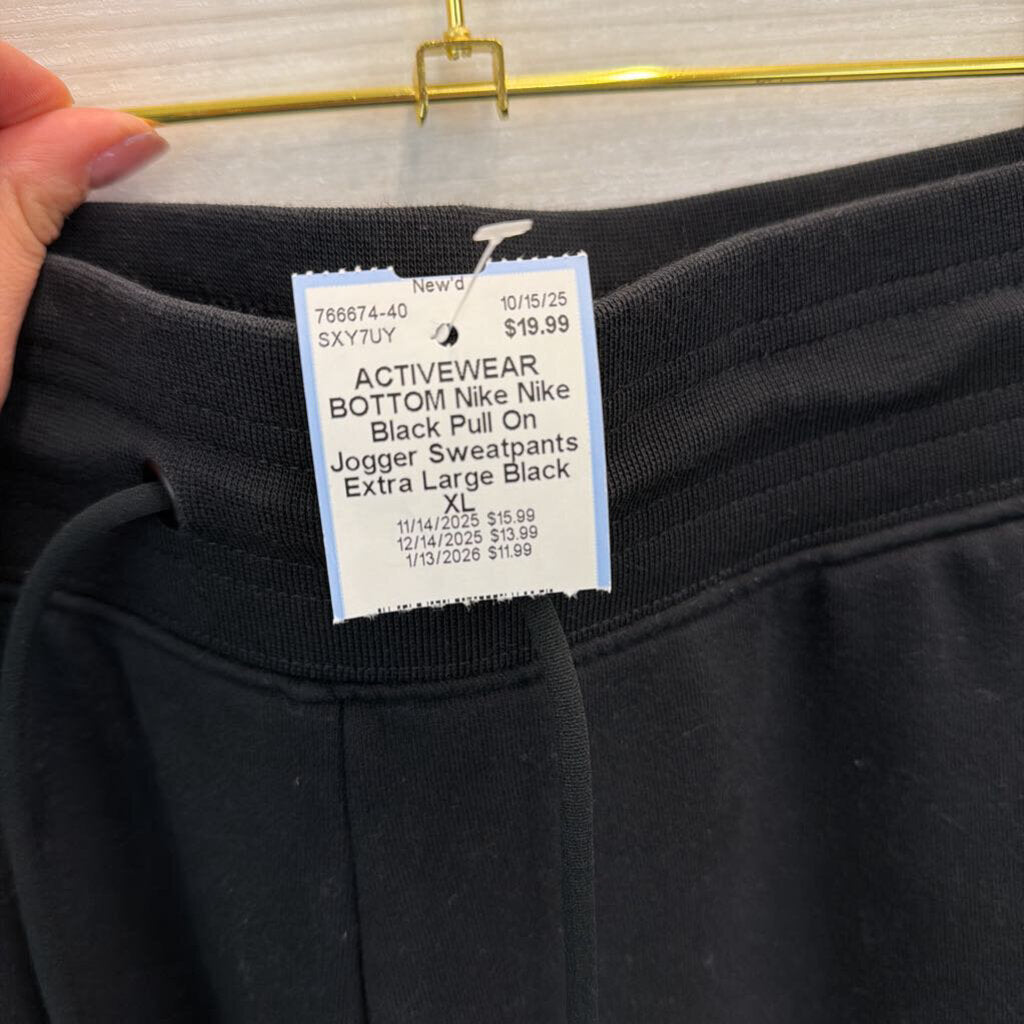 New'd
766674-40 10/15/25
SXY7UY $19.99
ACTIVEWEAR
BOTTOM Nike Nike
Black Pull On
Jogger Sweatpants
Extra Large Black
XL
11/14/2025 $15.99
12/14/2025 $13.99
1/13/2026 $11.99